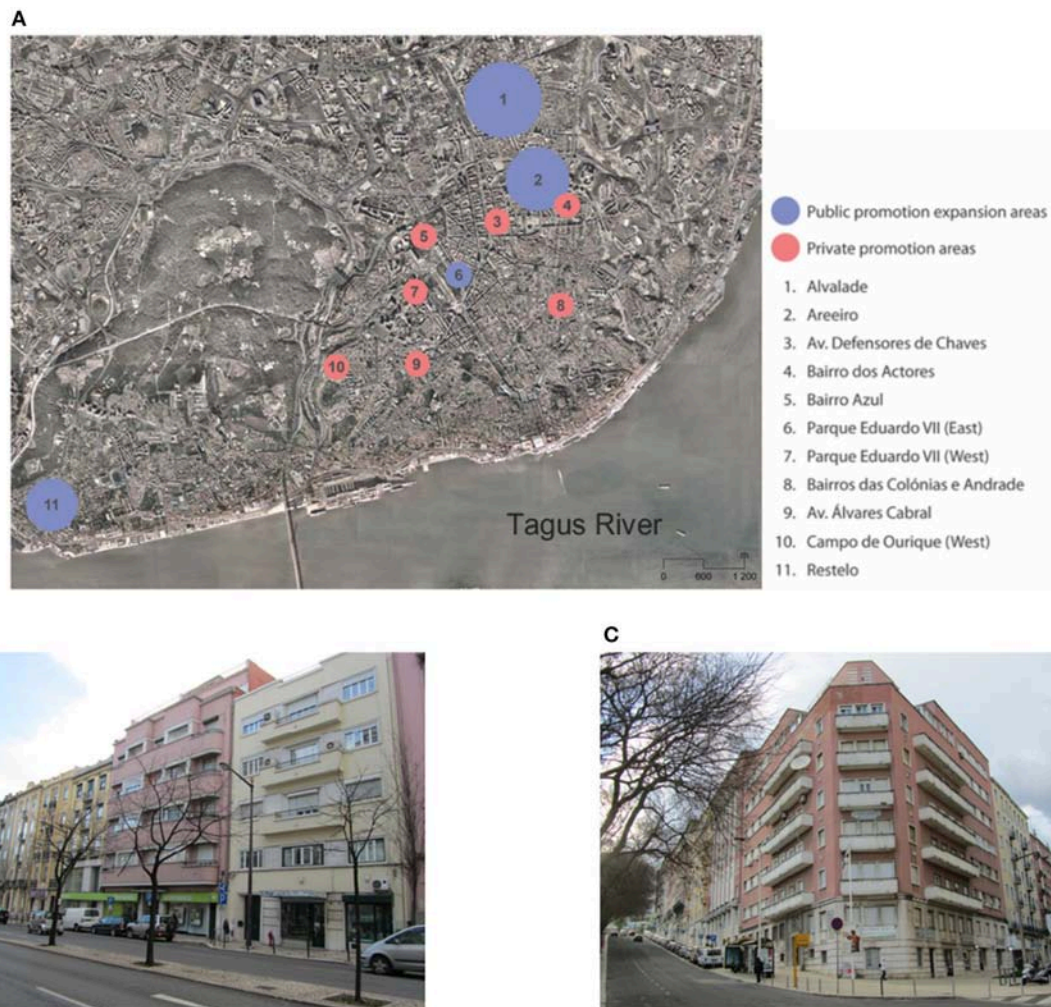 A
1
2
4
3
5
6
7
8
9
10
11
Tagus River
0 600 1 200
m
Public promotion expansion areas
Private promotion areas
1. Alvalade
2. Areeiro
3. Av. Defensores de Chaves
4. Bairro dos Actores
5. Bairro Azul
6. Parque Eduardo VII (East)
7. Parque Eduardo VII (West)
8. Bairros das Colónias e Andrade
9. Av. Álvares Cabral
10. Campo de Ourique (West)
11. Restelo
C